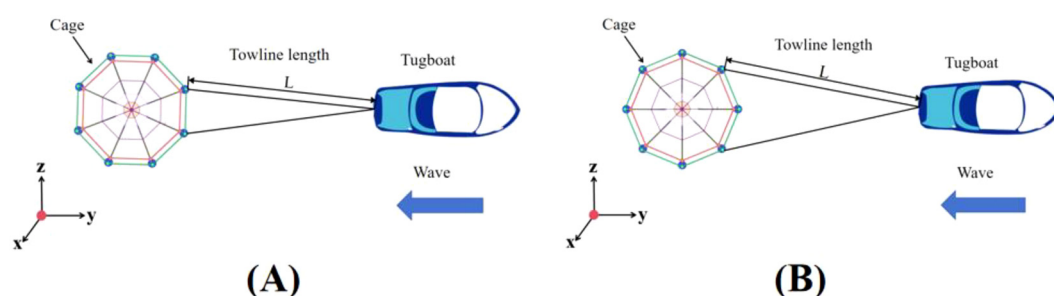 Cage
Towline length
L
Tugboat
Wave
z
y
x
(A)
Cage
Towline length
L
Tugboat
Wave
z
y
x
(B)